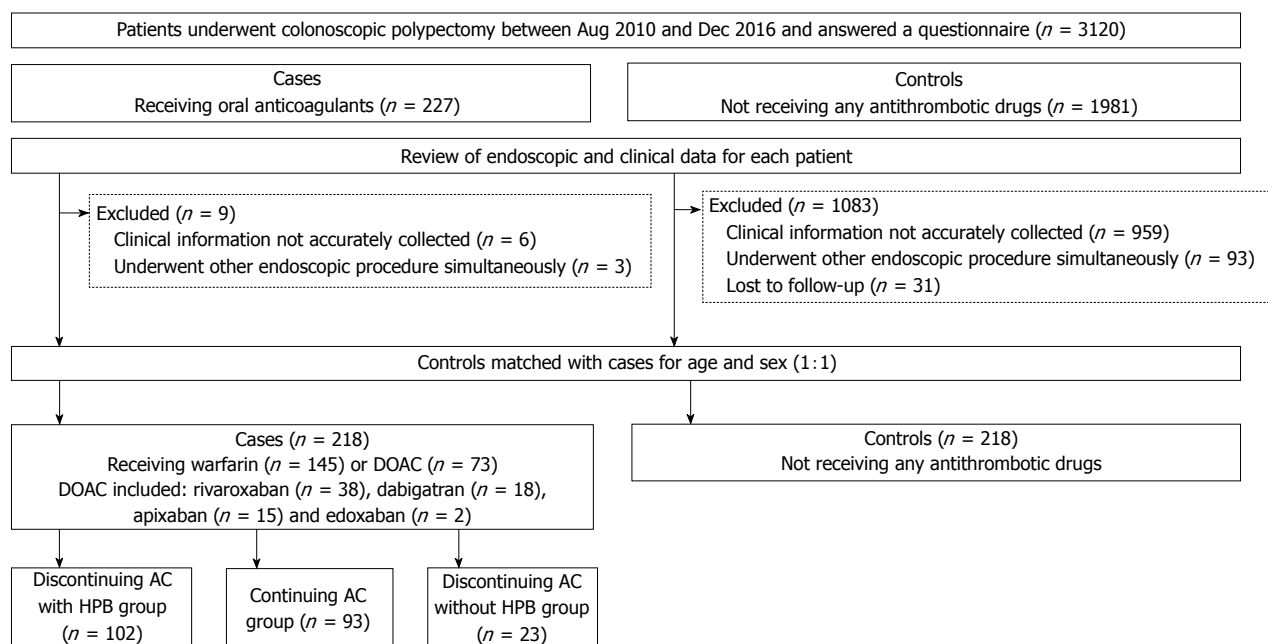 Patients underwent colonoscopic polypectomy between Aug 2010 and Dec 2016 and answered a questionnaire (n = 3120)
Cases
Receiving oral anticoagulants (n = 227)
Controls
Not receiving any antithrombotic drugs (n = 1981)
Review of endoscopic and clinical data for each patient
Excluded (n = 9)
Clinical information not accurately collected (n = 6)
Underwent other endoscopic procedure simultaneously (n = 3)
Excluded (n = 1083)
Clinical information not accurately collected (n = 959)
Underwent other endoscopic procedure simultaneously (n = 93)
Lost to follow-up (n = 31)
Controls matched with cases for age and sex (1:1)
Cases (n = 218)
Receiving warfarin (n = 145) or DOAC (n = 73)
DOAC included: rivaroxaban (n = 38), dabigatran (n = 18),
apixaban (n = 15) and edoxaban (n = 2)
Controls (n = 218)
Not receiving any antithrombotic drugs
Discontinuing AC
with HPB group
(n = 102)
Continuing AC
group (n = 93)
Discontinuing AC
without HPB group
(n = 23)